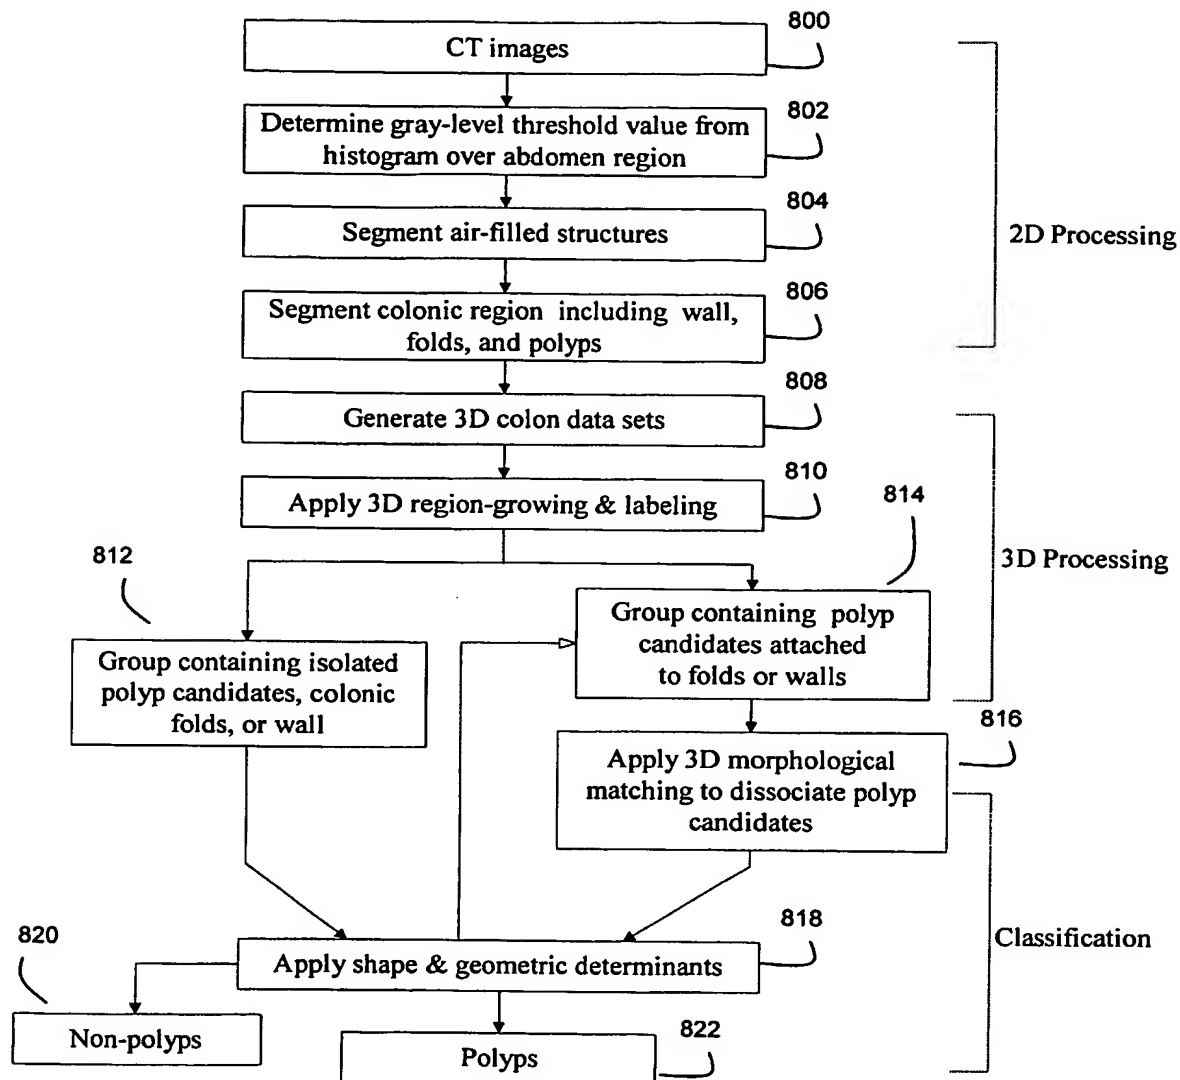 800
CT images
802
Determine gray-level threshold value from
histogram over abdomen region
804
Segment air-filled structures
2D Processing
806
Segment colonic region including wall,
folds, and polyps
808
Generate 3D colon data sets
810
Apply 3D region-growing & labeling
814
812
3D Processing
Group containing polyp
candidates attached
to folds or walls
Group containing isolated
polyp candidates, colonic
folds, or wall
816
Apply 3D morphological
matching to dissociate polyp
candidates
818
820
Classification
Apply shape & geometric determinants
Non-polyps
822
Polyps